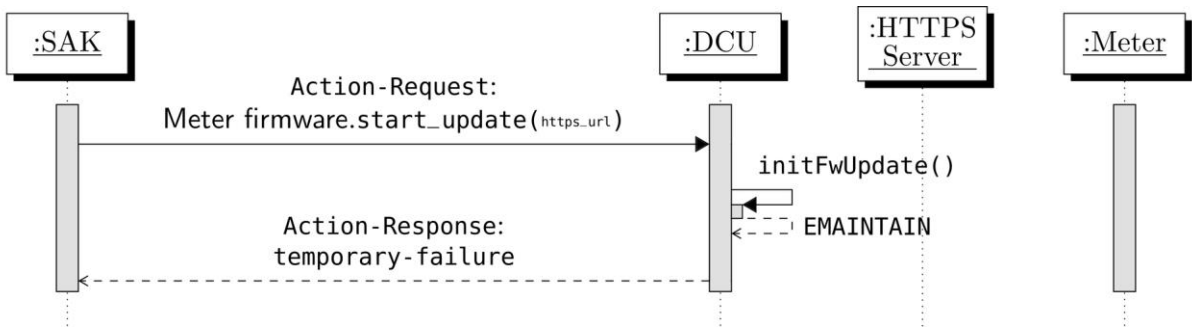 :SAK
:DCU
:HTTPS
Server
:Meter
Action-Request:
Meter firmware.start_update(https_url)
initFwUpdate()
EMAINTAIN
Action-Response:
temporary-failure